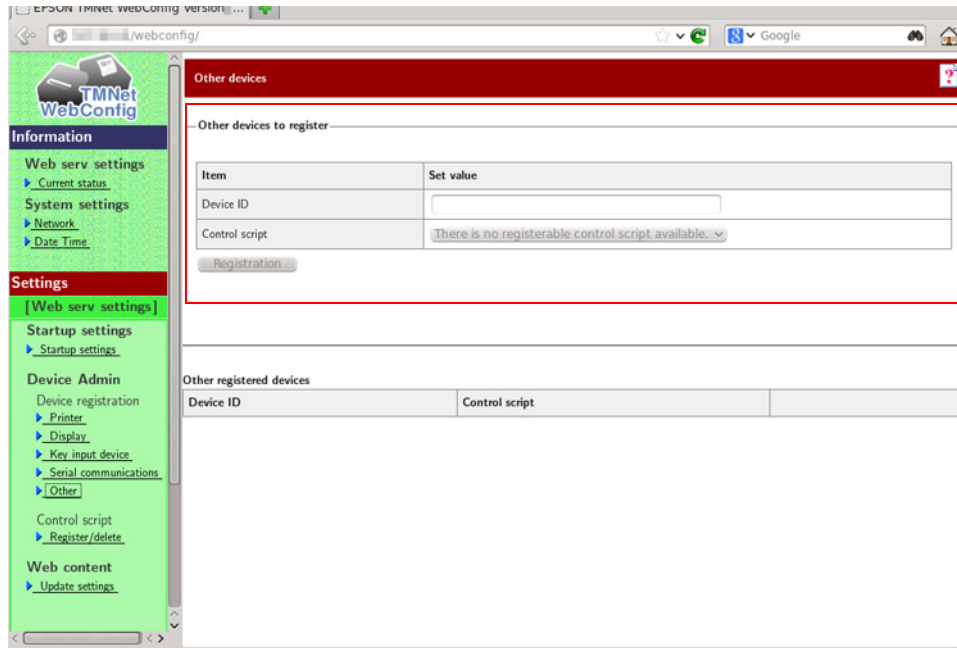 EPSON TMNet WebConfig Version ...
/webconfig/
Google
TMNet
WebConfig
Information
Web serv settings
Current status
System settings
Network
Date Time
Settings
[Web serv settings]
Startup settings
Startup settings
Device Admin
Device registration
Printer
Display
Key input device
Serial communications
Other
Control script
Register/delete
Web content
Update settings
Other devices
?
Other devices to register
Item Set value
Device ID
Control script There is no registerable control script available.
Registration
Other registered devices
Device ID Control script